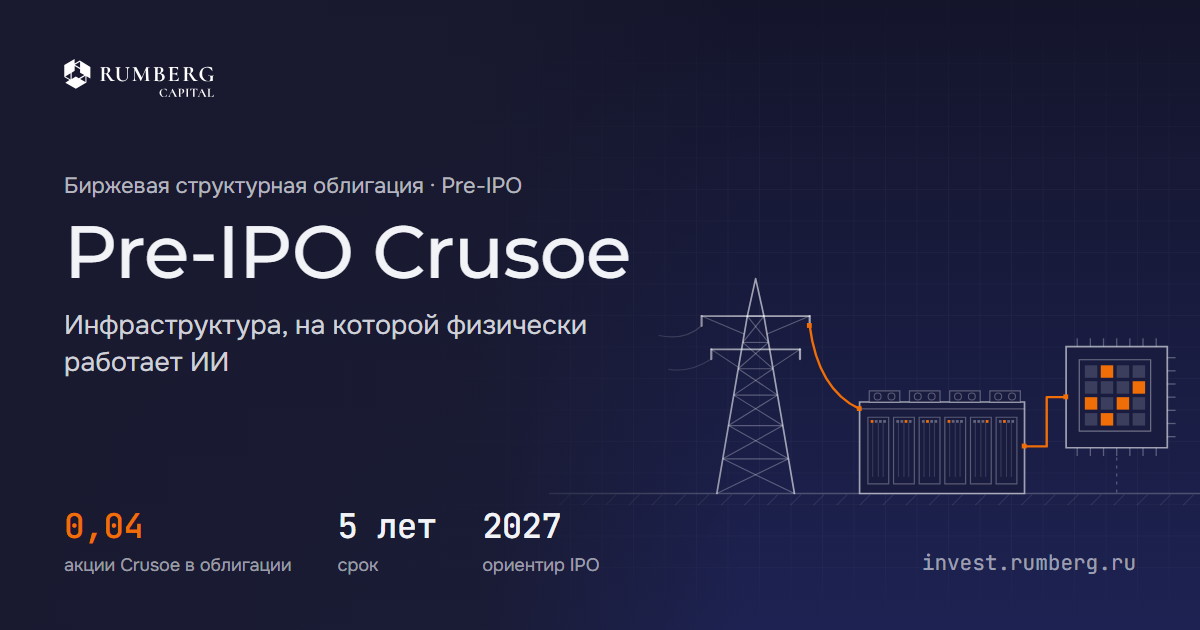 RUMBERG
CAPITAL
Биржевая структурная облигация · Pre-IPO
Pre-IPO Crusoe
Инфраструктура, на которой физически
работает ИИ
0,04
акции Crusoe в облигации
5 лет
срок
2027
ориентир IPO
invest.rumberg.ru